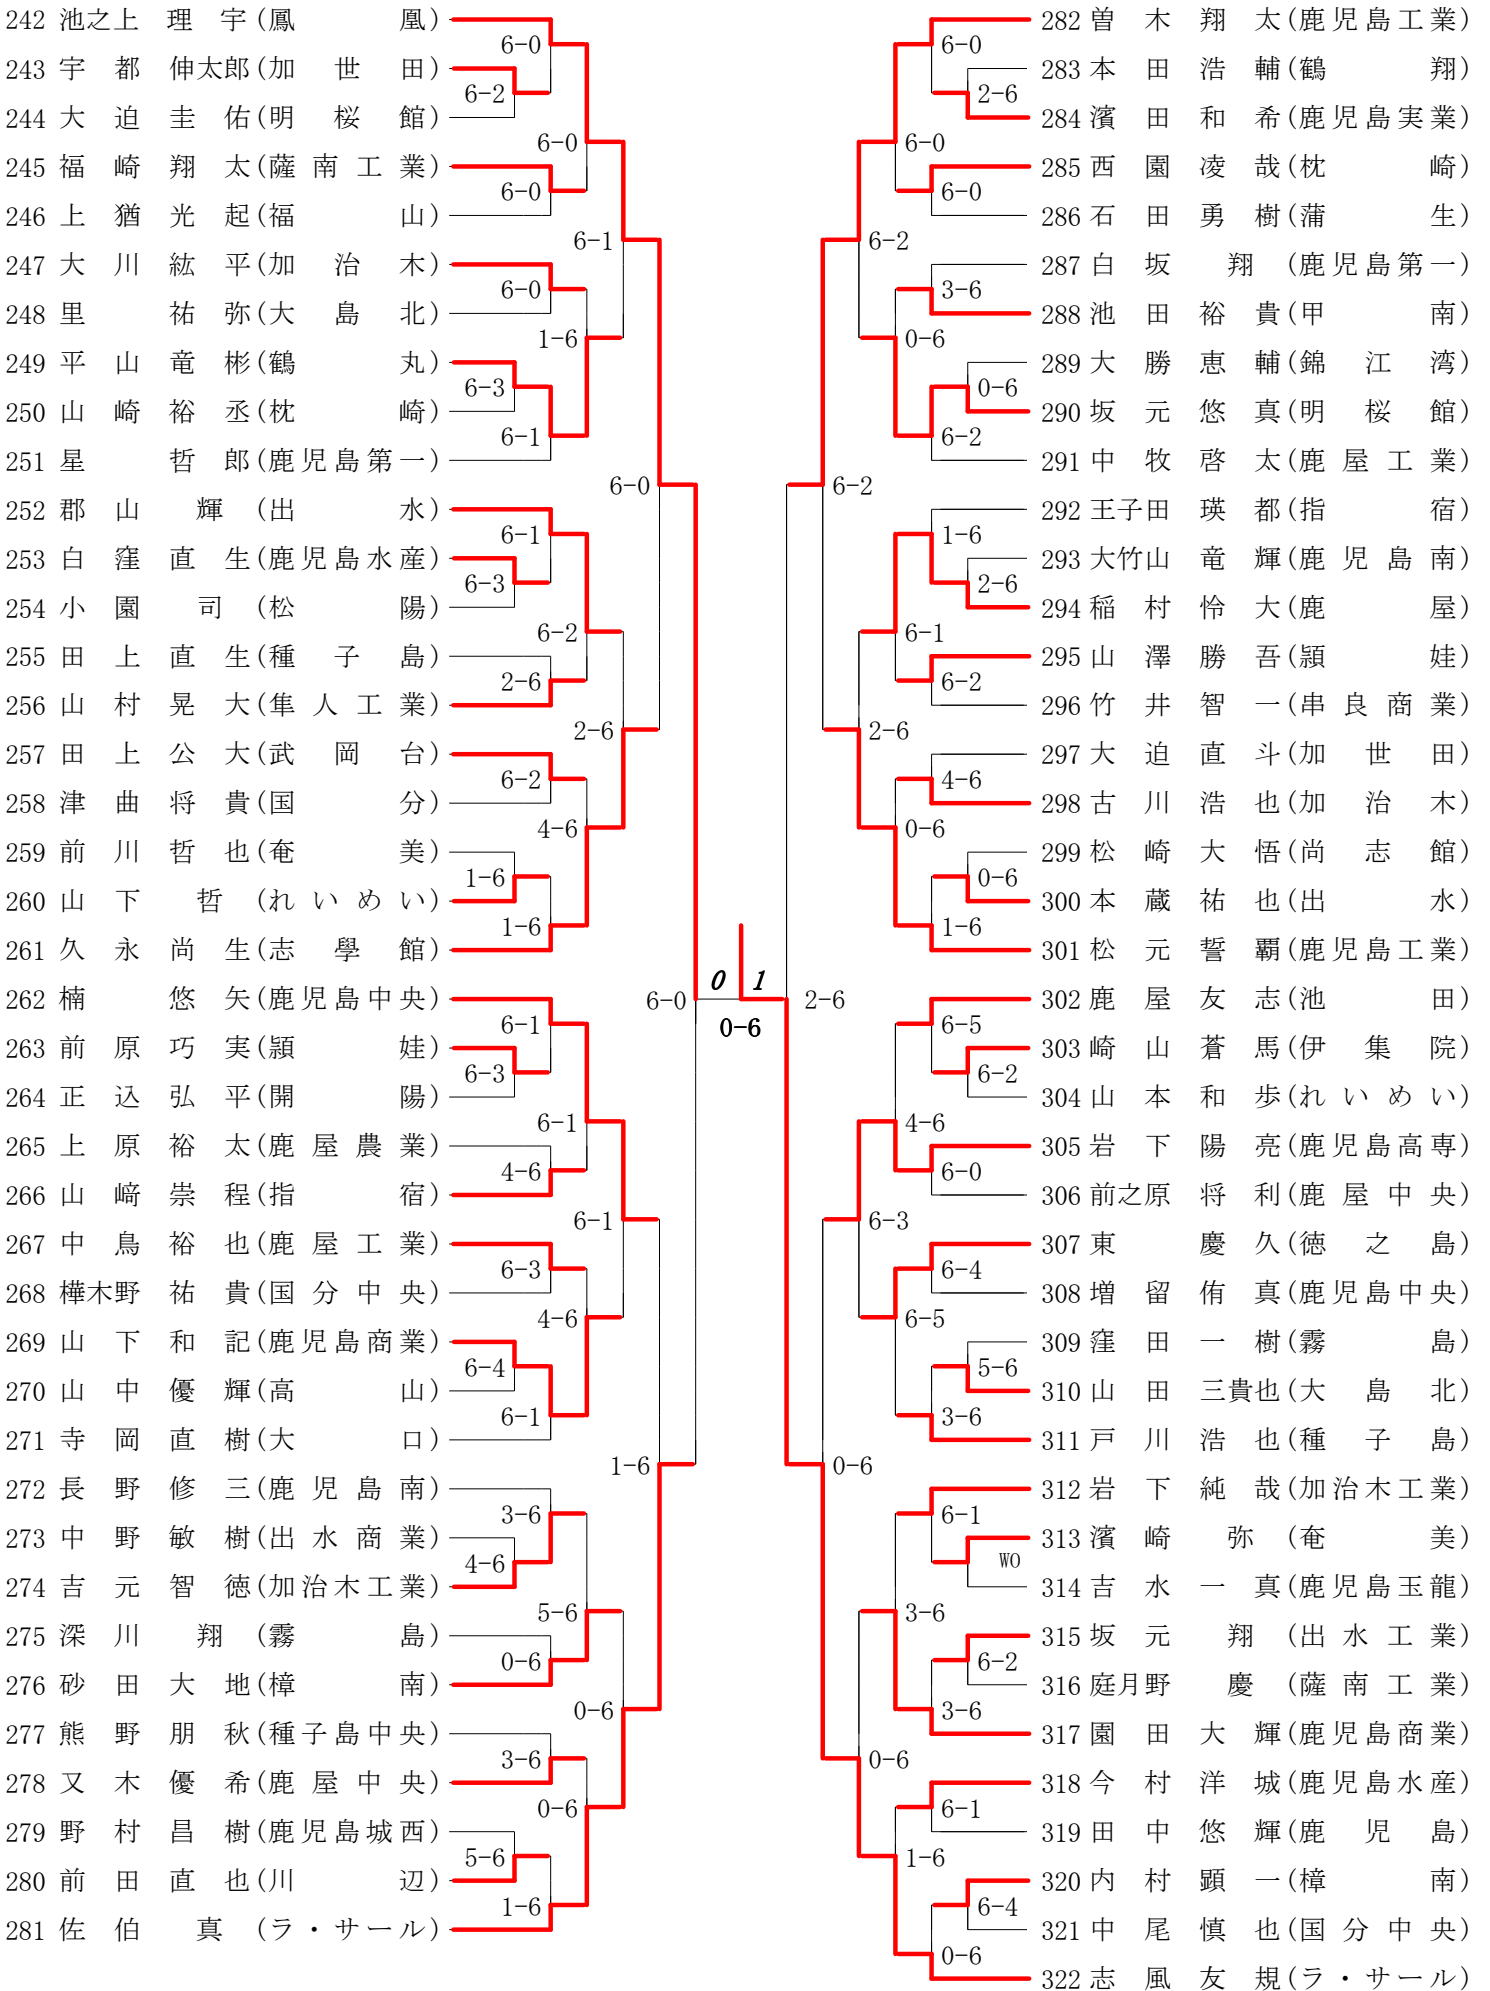 242 池之上 理 宇(鳳 凰)
6-0
243 宇 都 伸太郎(加 世 田)
6-2
244 大 迫 圭 佑(明 桜 館)
6-0
245 福 崎 翔 太(薩 南 工 業)
6-0
246 上 猶 光 起(福 山)
6-1
247 大 川 紘 平(加 治 木)
6-0
248 里 祐 弥(大 島 北)
1-6
249 平 山 竜 彬(鶴 丸)
6-3
250 山 崎 裕 丞(枕 崎)
6-1
251 星 哲 郎(鹿児島第一)
6-0
252 郡 山 輝 (出 水)
6-1
253 白 窪 直 生(鹿児島水産)
6-3
254 小 園 司 (松 陽)
6-2
255 田 上 直 生(種 子 島)
2-6
256 山 村 晃 大(隼 人 工 業)
2-6
257 田 上 公 大(武 岡 台)
6-2
258 津 曲 将 貴(国 分)
4-6
259 前 川 哲 也(奄 美)
1-6
260 山 下 哲 (れ い め い)
1-6
261 久 永 尚 生(志 學 館)
6-0
0 1
0-6
262 楠 悠 矢(鹿児島中央)
6-1
263 前 原 巧 実(頴 娃)
6-3
264 正 込 弘 平(開 陽)
6-1
265 上 原 裕 太(鹿 屋 農 業)
4-6
266 山 﨑 崇 程(指 宿)
6-1
267 中 鳥 裕 也(鹿 屋 工 業)
6-3
268 樺木野 祐 貴(国 分 中 央)
4-6
269 山 下 和 記(鹿児島商業)
6-4
270 山 中 優 輝(高 山)
6-1
271 寺 岡 直 樹(大 口)
1-6
272 長 野 修 三(鹿 児 島 南)
3-6
273 中 野 敏 樹(出 水 商 業)
4-6
274 吉 元 智 徳(加治木工業)
5-6
275 深 川 翔 (霧 島)
0-6
276 砂 田 大 地(樟 南)
0-6
277 熊 野 朋 秋(種子島中央)
3-6
278 又 木 優 希(鹿 屋 中 央)
0-6
279 野 村 昌 樹(鹿児島城西)
5-6
280 前 田 直 也(川 辺)
1-6
281 佐 伯 真 (ラ・サール)
282 曽 木 翔 太(鹿児島工業)
6-0
283 本 田 浩 輔(鶴 翔)
2-6
284 濱 田 和 希(鹿児島実業)
6-0
285 西 園 凌 哉(枕 崎)
6-0
286 石 田 勇 樹(蒲 生)
6-2
287 白 坂 翔 (鹿児島第一)
3-6
288 池 田 裕 貴(甲 南)
0-6
289 大 勝 恵 輔(錦 江 湾)
0-6
290 坂 元 悠 真(明 桜 館)
6-2
291 中 牧 啓 太(鹿 屋 工 業)
6-2
292 王子田 瑛 都(指 宿)
1-6
293 大竹山 竜 輝(鹿 児 島 南)
2-6
294 稲 村 怜 大(鹿 屋)
6-1
295 山 澤 勝 吾(頴 娃)
6-2
296 竹 井 智 一(串 良 商 業)
2-6
297 大 迫 直 斗(加 世 田)
4-6
298 古 川 浩 也(加 治 木)
0-6
299 松 崎 大 悟(尚 志 館)
0-6
300 本 蔵 祐 也(出 水)
1-6
301 松 元 誓 覇(鹿児島工業)
2-6
302 鹿 屋 友 志(池 田)
6-5
303 崎 山 蒼 馬(伊 集 院)
6-2
304 山 本 和 歩(れ い め い)
4-6
305 岩 下 陽 亮(鹿児島高専)
6-0
306 前之原 将 利(鹿 屋 中 央)
6-3
307 東 慶 久(徳 之 島)
6-4
308 増 留 侑 真(鹿児島中央)
6-5
309 窪 田 一 樹(霧 島)
5-6
310 山 田 三貴也(大 島 北)
3-6
311 戸 川 浩 也(種 子 島)
0-6
312 岩 下 純 哉(加治木工業)
6-1
313 濱 崎 弥 (奄 美)
WO
314 吉 水 一 真(鹿児島玉龍)
3-6
315 坂 元 翔 (出 水 工 業)
6-2
316 庭月野 慶 (薩 南 工 業)
3-6
317 園 田 大 輝(鹿児島商業)
0-6
318 今 村 洋 城(鹿児島水産)
6-1
319 田 中 悠 輝(鹿 児 島)
1-6
320 内 村 顕 一(樟 南)
6-4
321 中 尾 慎 也(国 分 中 央)
0-6
322 志 風 友 規(ラ・サール)